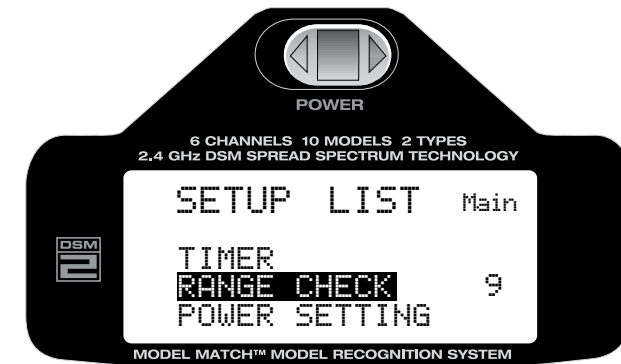 POWER
6 CHANNELS 10 MODELS 2 TYPES
2.4 GHz DSM SPREAD SPECTRUM TECHNOLOGY
SETUP LIST Main
DSM
2
TIMER
RANGE CHECK 9
POWER SETTING
MODEL MATCH™ MODEL RECOGNITION SYSTEM